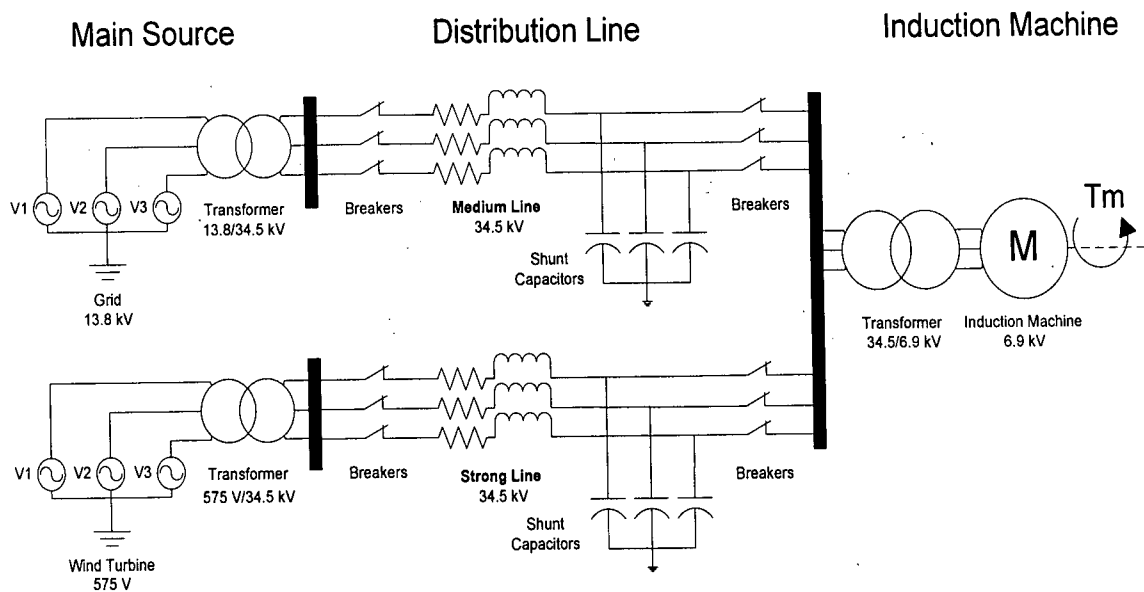 Main Source
Distribution Line
Induction Machine
V1
V2
V3
Transformer
13.8/34.5 kV
Breakers
Medium Line
34.5 kV
Breakers
Shunt
Capacitors
Grid
13.8 kV
M
Tm
Transformer
34.5/6.9 kV
Induction Machine
6.9 kV
V1
V2
V3
Transformer
575 V/34.5 kV
Breakers
Strong Line
34.5 kV
Breakers
Shunt
Capacitors
Wind Turbine
575 V